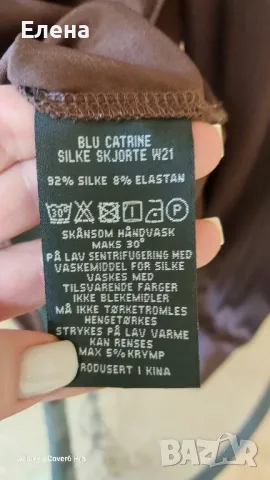 Елена
BLU CATRINE
SILKE SKJORTE W21
92% SILKE 8% ELASTAN
30°
P
SKÅNSOM HÅNDVASK
MAKS 30°
PÅ LAV SENTRIFUGERING MED
VASKEMIDDEL FOR SILKE
VASKES MED
TILSVARENDE FARGER
IKKE BLEKEMIDLER
MÅ IKKE TØRKETROMLES
HENGETØRKES
STRYKES PÅ LAV VARME
KAN RENSES
MAX 5% KRYMP
PRODUSERT I KINA
BAZAR